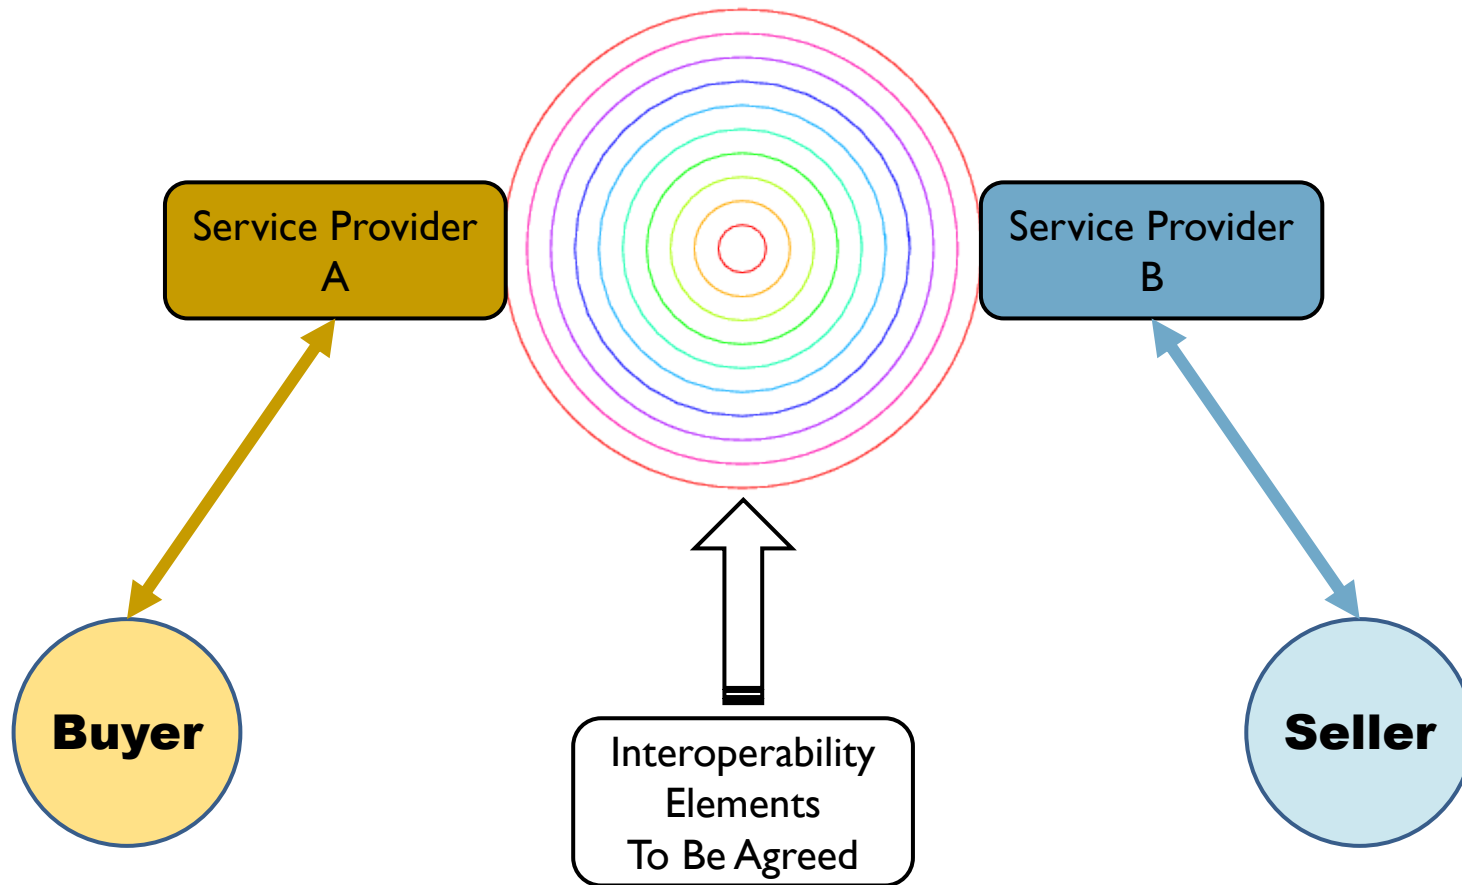 Service Provider
A
Service Provider
B
Buyer
Seller
Interoperability
Elements
To Be Agreed